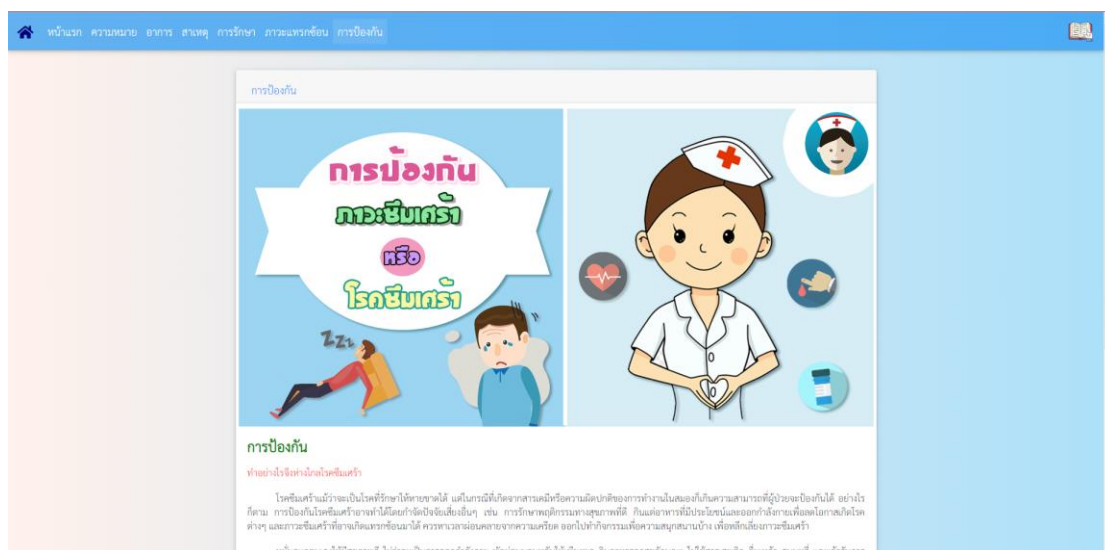 หน้าแรก ความหมาย อาการ สาเหตุ การรักษา ภาวะแทรกซ้อน การป้องกัน
การป้องกัน
การป้องกัน
ภาวะซึมเศร้า
หรือ
โรคซึมเศร้า
Zzz
การป้องกัน
ทำอย่างไรจึงห่างไกลโรคซึมเศร้า
โรคซึมเศร้าแม้ว่าจะเป็นโรคที่รักษาให้หายขาดได้ แต่ในกรณีที่เกิดจากสารเคมีหรือความผิดปกติของการทำงานในสมองก็เกินความสามารถที่ผู้ป่วยจะป้องกันได้ อย่างไร
ก็ตาม การป้องกันโรคซึมเศร้าอาจทำได้โดยกำจัดปัจจัยเสี่ยงอื่นๆ เช่น การรักษาพฤติกรรมทางสุขภาพที่ดี กินแต่อาหารที่มีประโยชน์และออกกำลังกายเพื่อลดโอกาสเกิดโรค
ต่างๆ และภาวะซึมเศร้าที่อาจเกิดแทรกซ้อนมาได้ ควรหาเวลาผ่อนคลายจากความเครียด ออกไปทำกิจกรรมเพื่อความสนุกสนานบ้าง เพื่อหลีกเลี่ยงภาวะซึมเศร้า